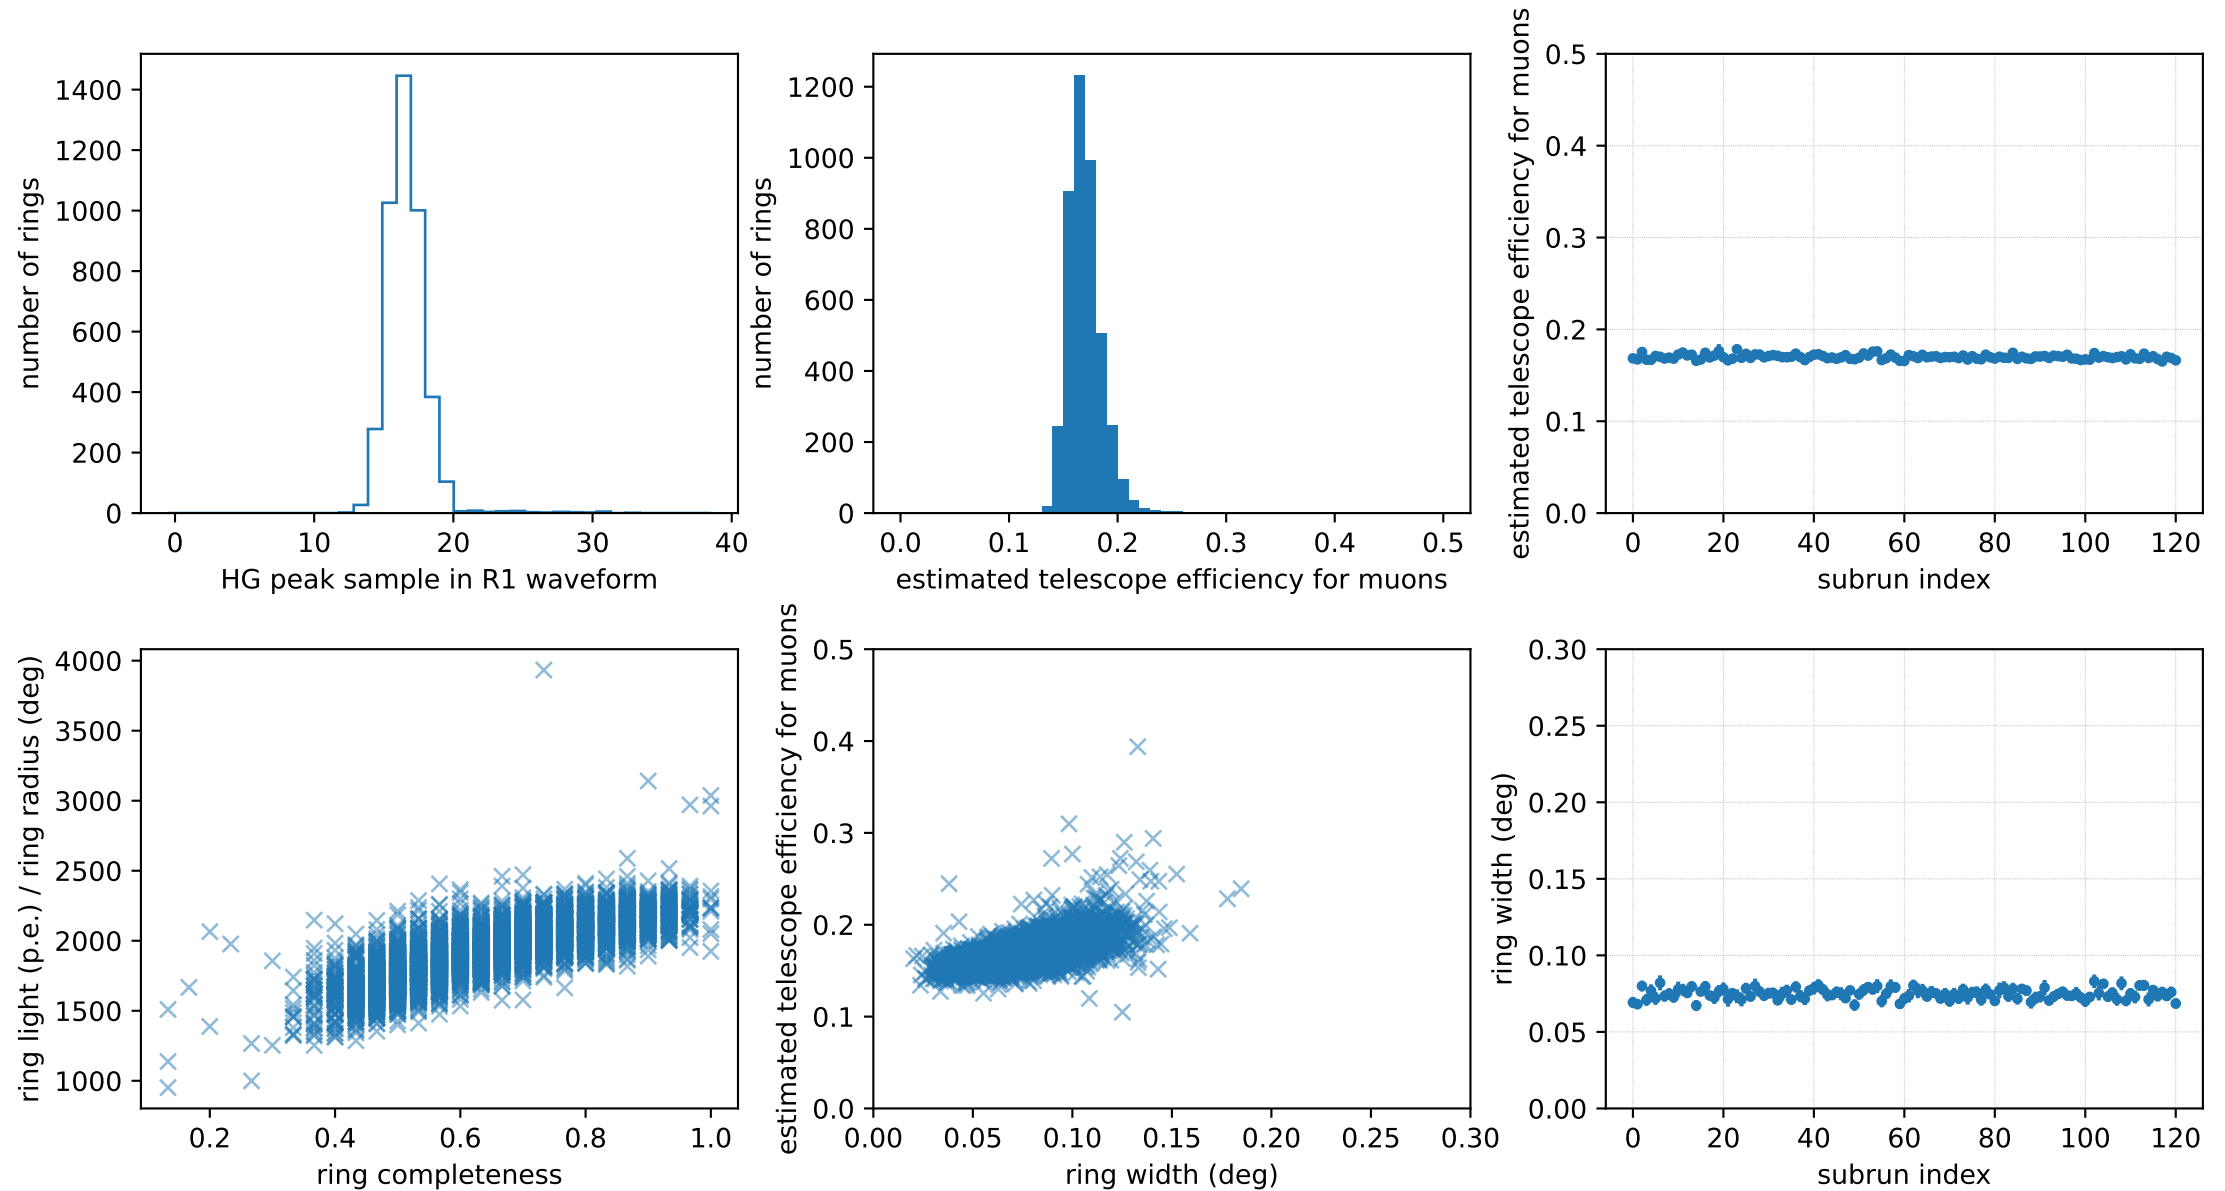 number of rings
1400
1200
1000
800
600
400
200
0
0 10 20 30 40
HG peak sample in R1 waveform
number of rings
1200
1000
800
600
400
200
0
0.0 0.1 0.2 0.3 0.4 0.5
estimated telescope efficiency for muons
estimated telescope efficiency for muons
0.5
0.4
0.3
0.2
0.1
0.0
0 20 40 60 80 100 120
subrun index
ring light (p.e.) / ring radius (deg)
4000
3500
3000
2500
2000
1500
1000
0.2 0.4 0.6 0.8 1.0
ring completeness
estimated telescope efficiency for muons
0.5
0.4
0.3
0.2
0.1
0.0
0.00 0.05 0.10 0.15 0.20 0.25 0.30
ring width (deg)
ring width (deg)
0.30
0.25
0.20
0.15
0.10
0.05
0.00
0 20 40 60 80 100 120
subrun index